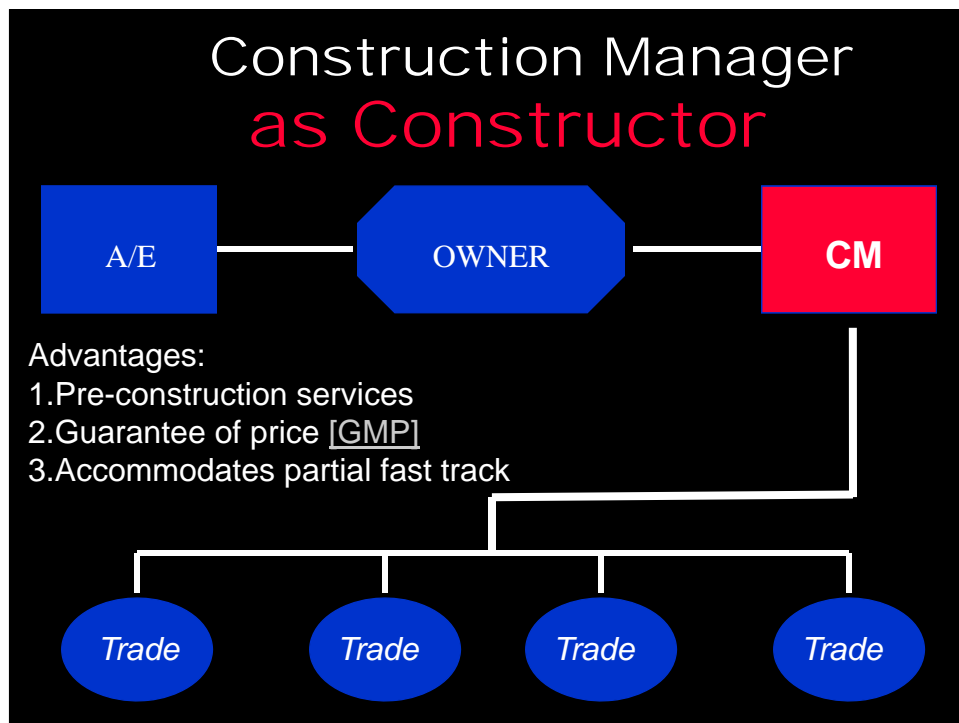 Construction Manager
as Constructor
A/E
OWNER
CM
Advantages:
1.Pre-construction services
2.Guarantee of price [GMP]
3.Accommodates partial fast track
Trade
Trade
Trade
Trade